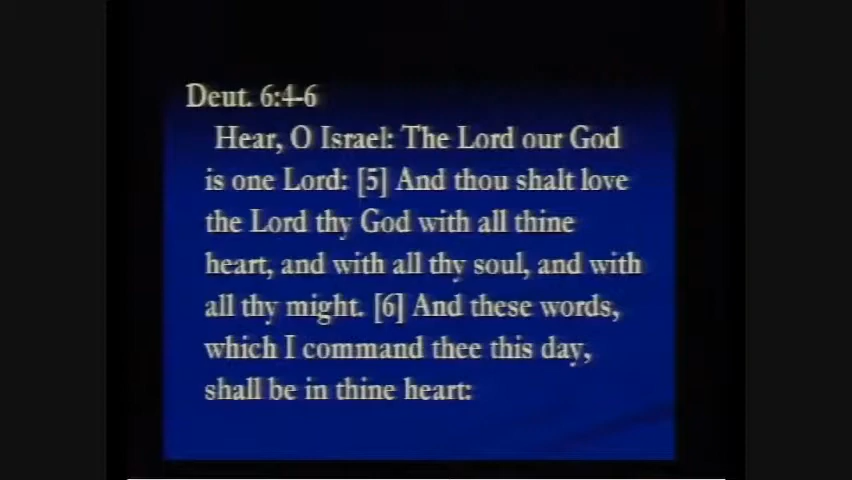 Deut. 6:4-6
Hear, O Israel: The Lord our God
is one Lord: [5] And thou shalt love
the Lord thy God with all thine
heart, and with all thy soul, and with
all thy might. [6] And these words,
which I command thee this day,
shall be in thine heart: